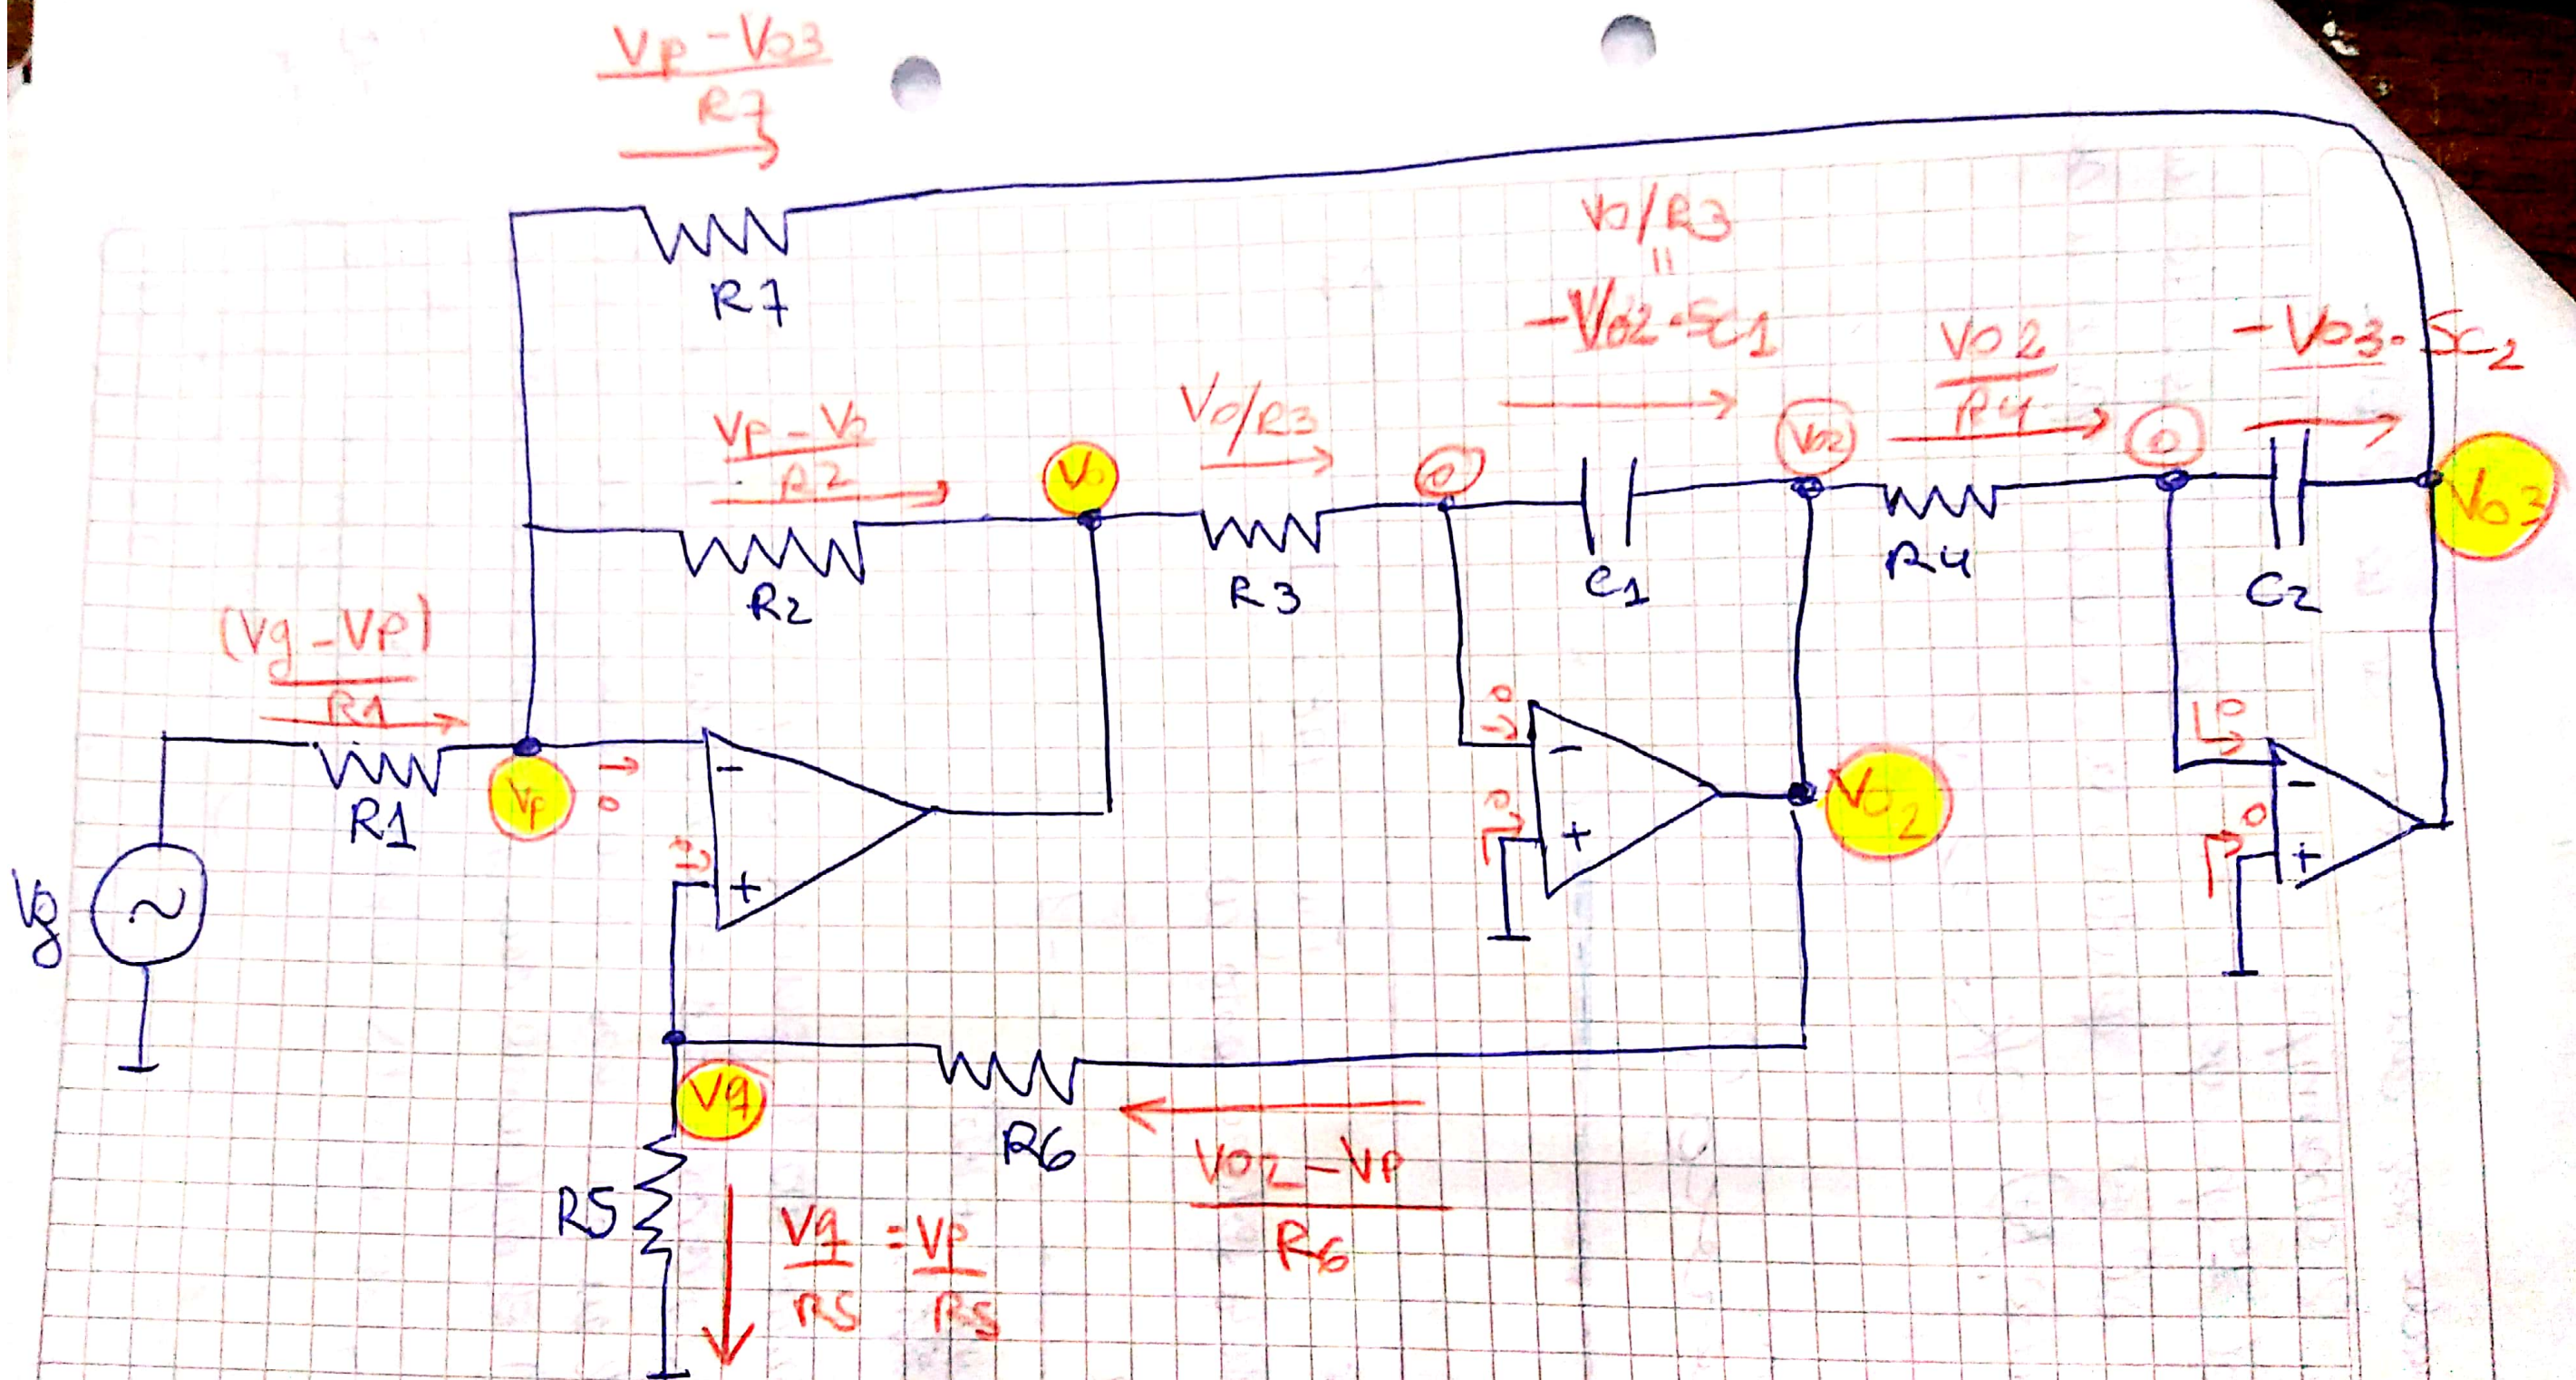 Vp - Vo3
R7
R7
Vo/R3
=
-Vo2·SC1
Vo2
R4
-Vo3·SC2
Vp - Vo
R2
Vo
Vo/R3
0
Vo2
0
Vo3
R2
R3
C1
R4
C2
(Vg - Vp)
R1
R1
Vp
0
-
+
0
-
0
+
Vo2
0
-
0
+
Vg
Vq
R6
Vo2 - Vp
R6
R5
Vq = Vp
R5 R5